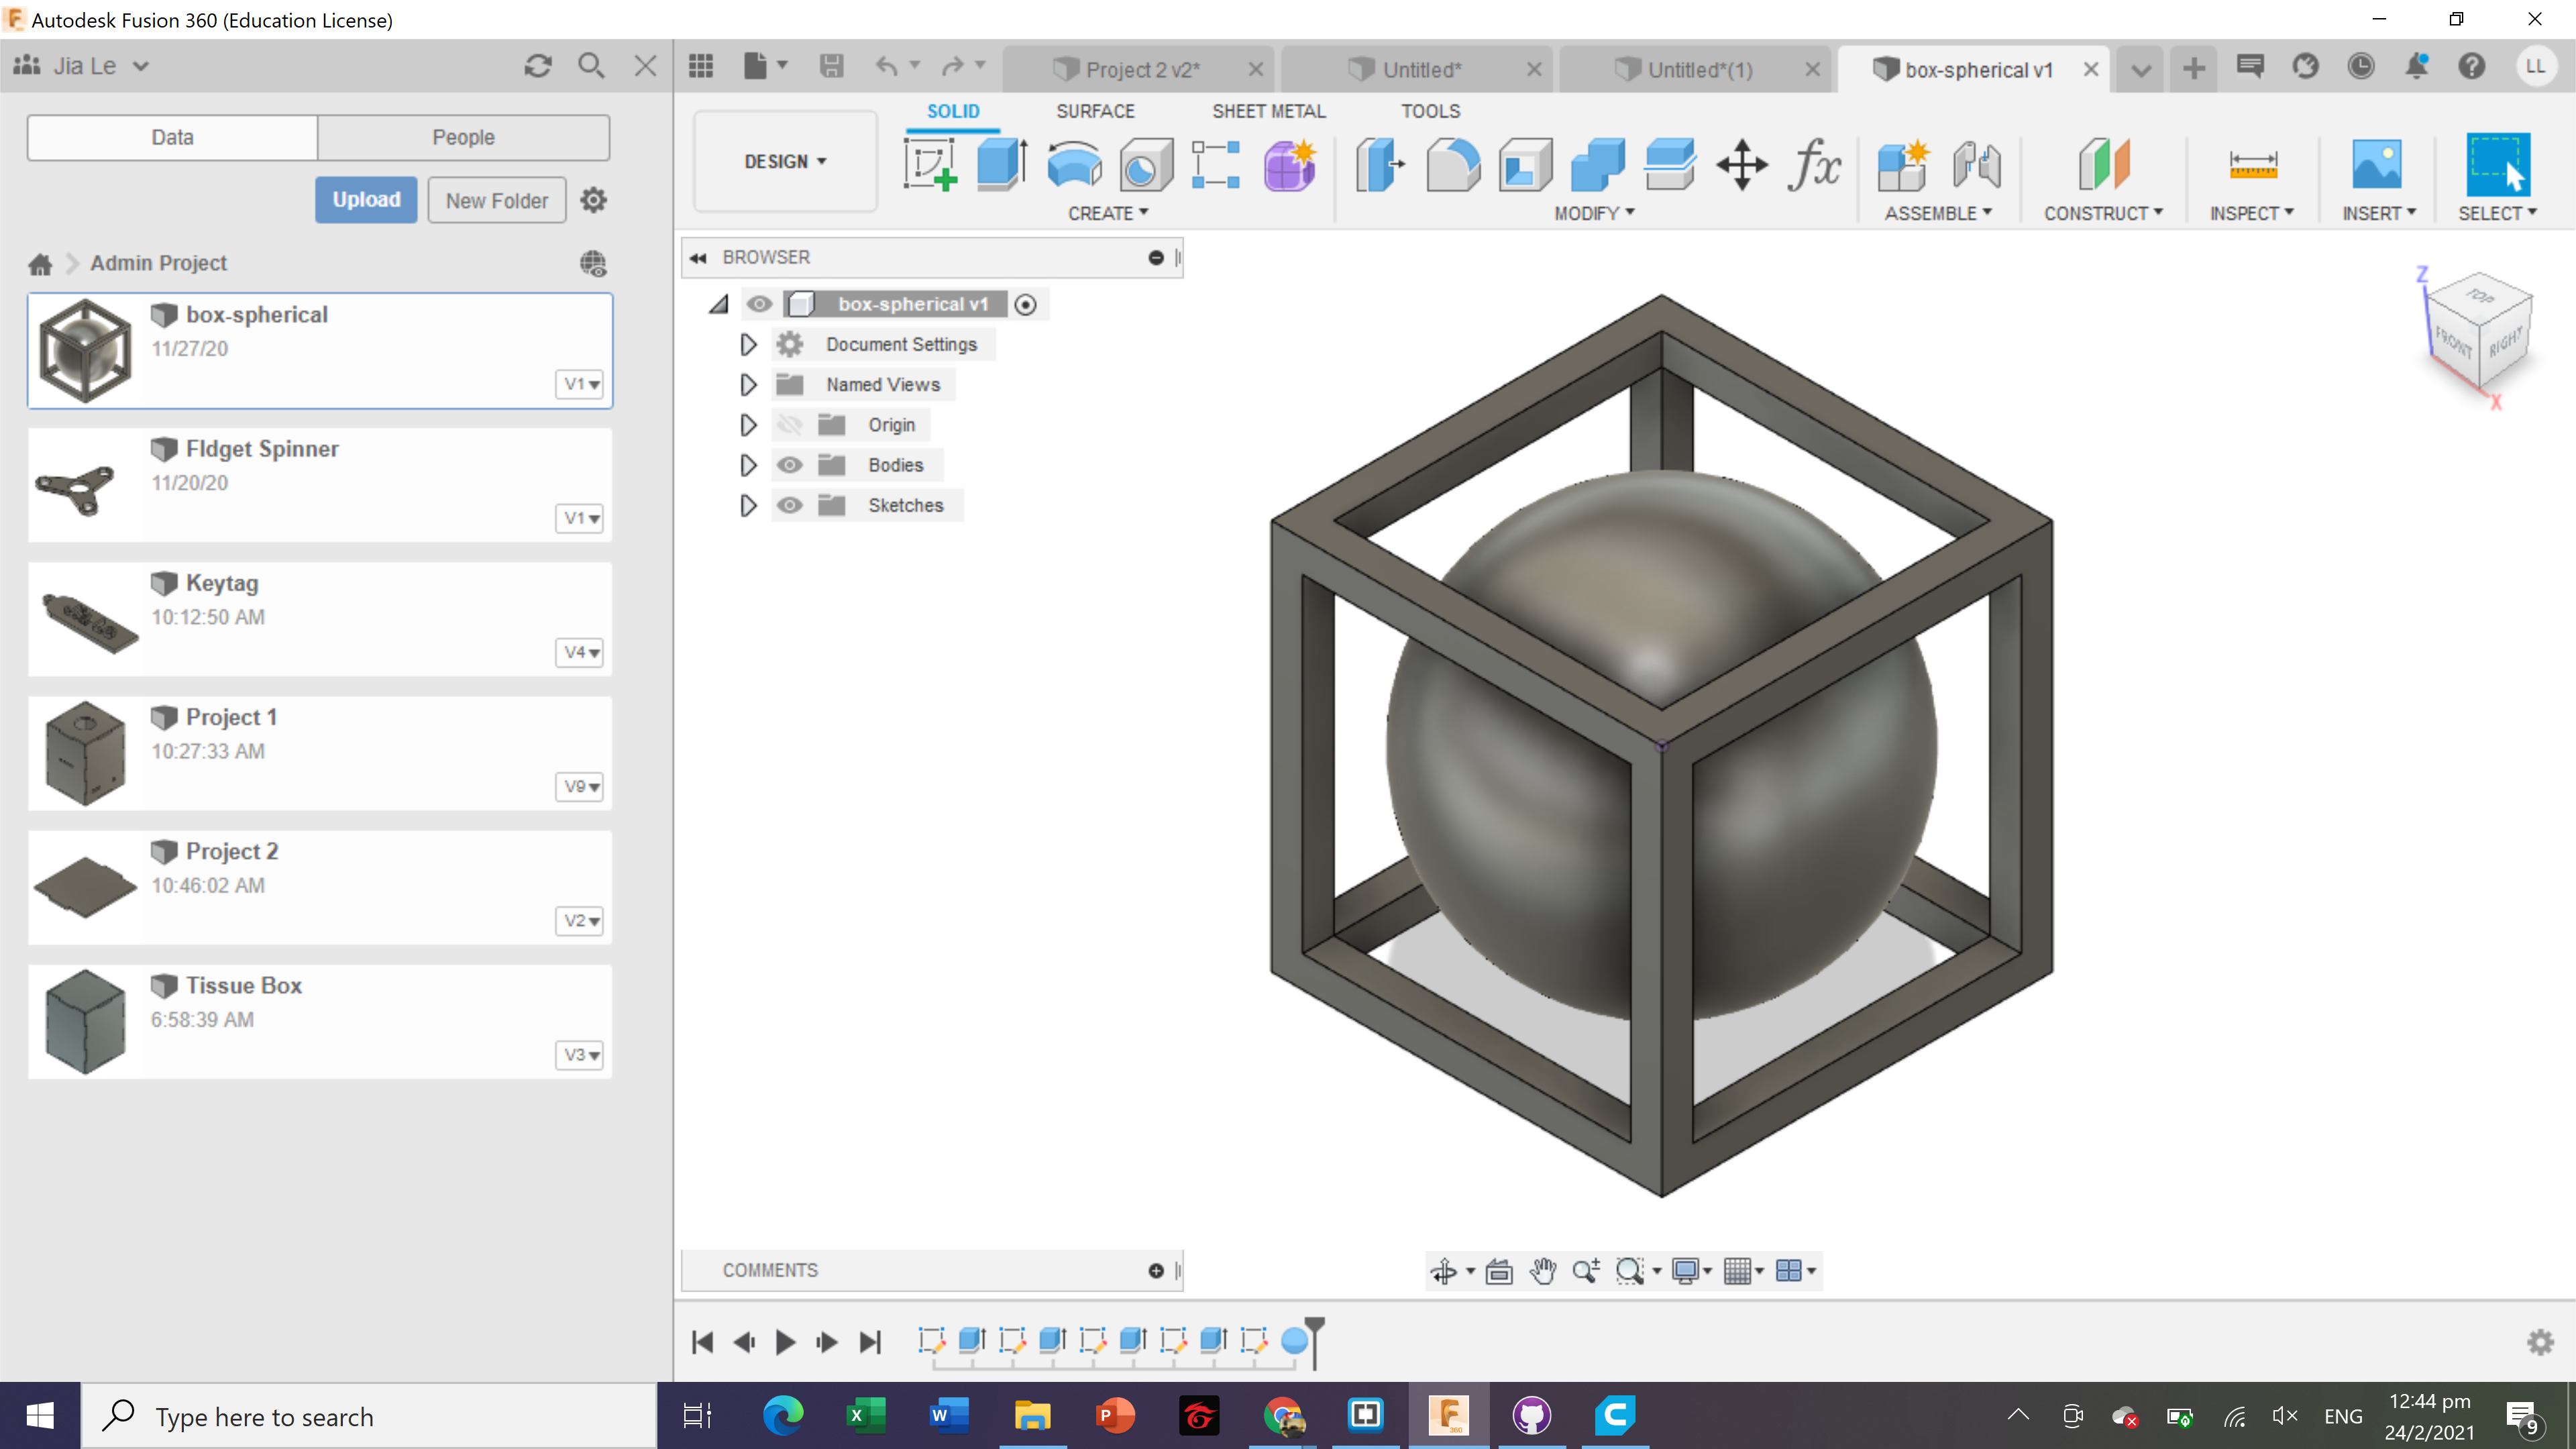 Autodesk Fusion 360 (Education License)
Jia Le
Project 2 v2*
Untitled*
Untitled*(1)
box-spherical v1
LL
Data
People
Upload
New Folder
Admin Project
box-spherical
11/27/20
V1
FIdget Spinner
11/20/20
V1
Keytag
10:12:50 AM
V4
Project 1
10:27:33 AM
V9
Project 2
10:46:02 AM
V2
Tissue Box
6:58:39 AM
V3
DESIGN
SOLID
SURFACE
SHEET METAL
TOOLS
fx
CREATE
MODIFY
ASSEMBLE
CONSTRUCT
INSPECT
INSERT
SELECT
BROWSER
box-spherical v1
Document Settings
Named Views
Origin
Bodies
Sketches
Z
TOP
FRONT
RIGHT
X
COMMENTS
Type here to search
ENG
12:44 pm
24/2/2021
9